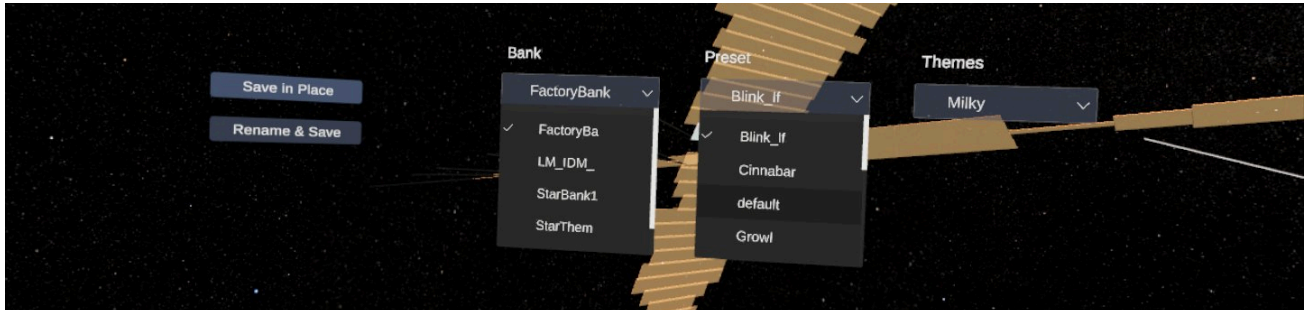 Save in Place
Rename & Save
Bank
FactoryBank
FactoryBa
LM_IDM_
StarBank1
StarThem
Preset
Blink_lf
Blink_lf
Cinnabar
default
Growl
Themes
Milky